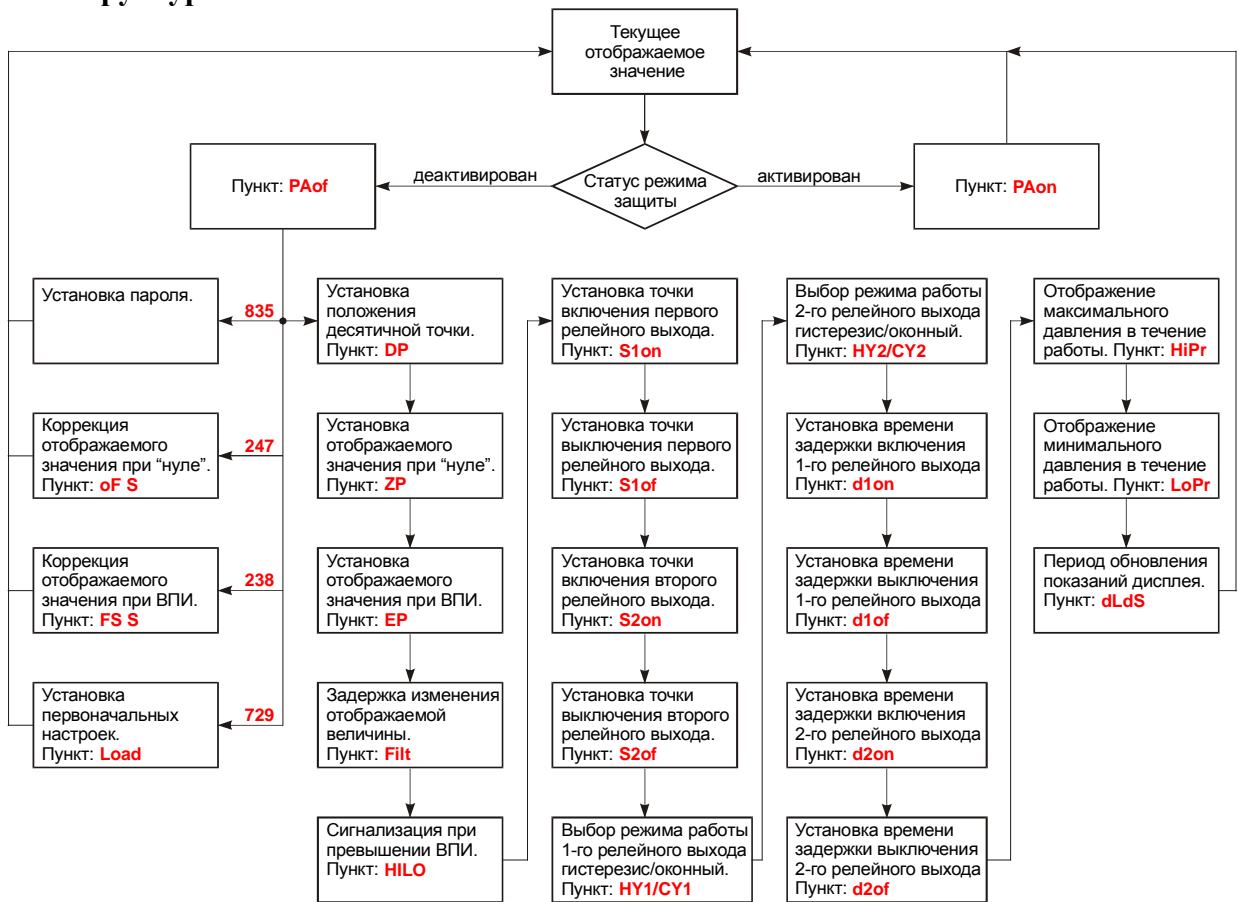 Текущее
отображаемое
значение
Пункт: PAof
деактивирован
Статус режима
защиты
активирован
Пункт: PAon
Установка пароля.
835
Коррекция
отображаемого
значения при “нуле”.
Пункт: oF S
247
Коррекция
отображаемого
значения при ВПИ.
Пункт: FS S
238
Установка
первоначальных
настроек.
Пункт: Load
729
Установка
положения
десятичной точки.
Пункт: DP
Установка
отображаемого
значения при “нуле”.
Пункт: ZP
Установка
отображаемого
значения при ВПИ.
Пункт: EP
Задержка изменения
отображаемой
величины.
Пункт: Filt
Сигнализация при
превышении ВПИ.
Пункт: HILO
Установка точки
включения первого
релейного выхода.
Пункт: S1on
Установка точки
выключения первого
релейного выхода.
Пункт: S1of
Установка точки
включения второго
релейного выхода.
Пункт: S2on
Установка точки
выключения второго
релейного выхода.
Пункт: S2of
Выбор режима работы
1-го релейного выхода
гистерезис/оконный.
Пункт: HY1/CY1
Выбор режима работы
2-го релейного выхода
гистерезис/оконный.
Пункт: HY2/CY2
Установка времени
задержки включения
1-го релейного выхода
Пункт: d1on
Установка времени
задержки выключения
1-го релейного выхода
Пункт: d1of
Установка времени
задержки включения
2-го релейного выхода
Пункт: d2on
Установка времени
задержки выключения
2-го релейного выхода
Пункт: d2of
Отображение
максимального
давления в течение
работы. Пункт: HiPr
Отображение
минимального
давления в течение
работы. Пункт: LoPr
Период обновления
показаний дисплея.
Пункт: dLdS